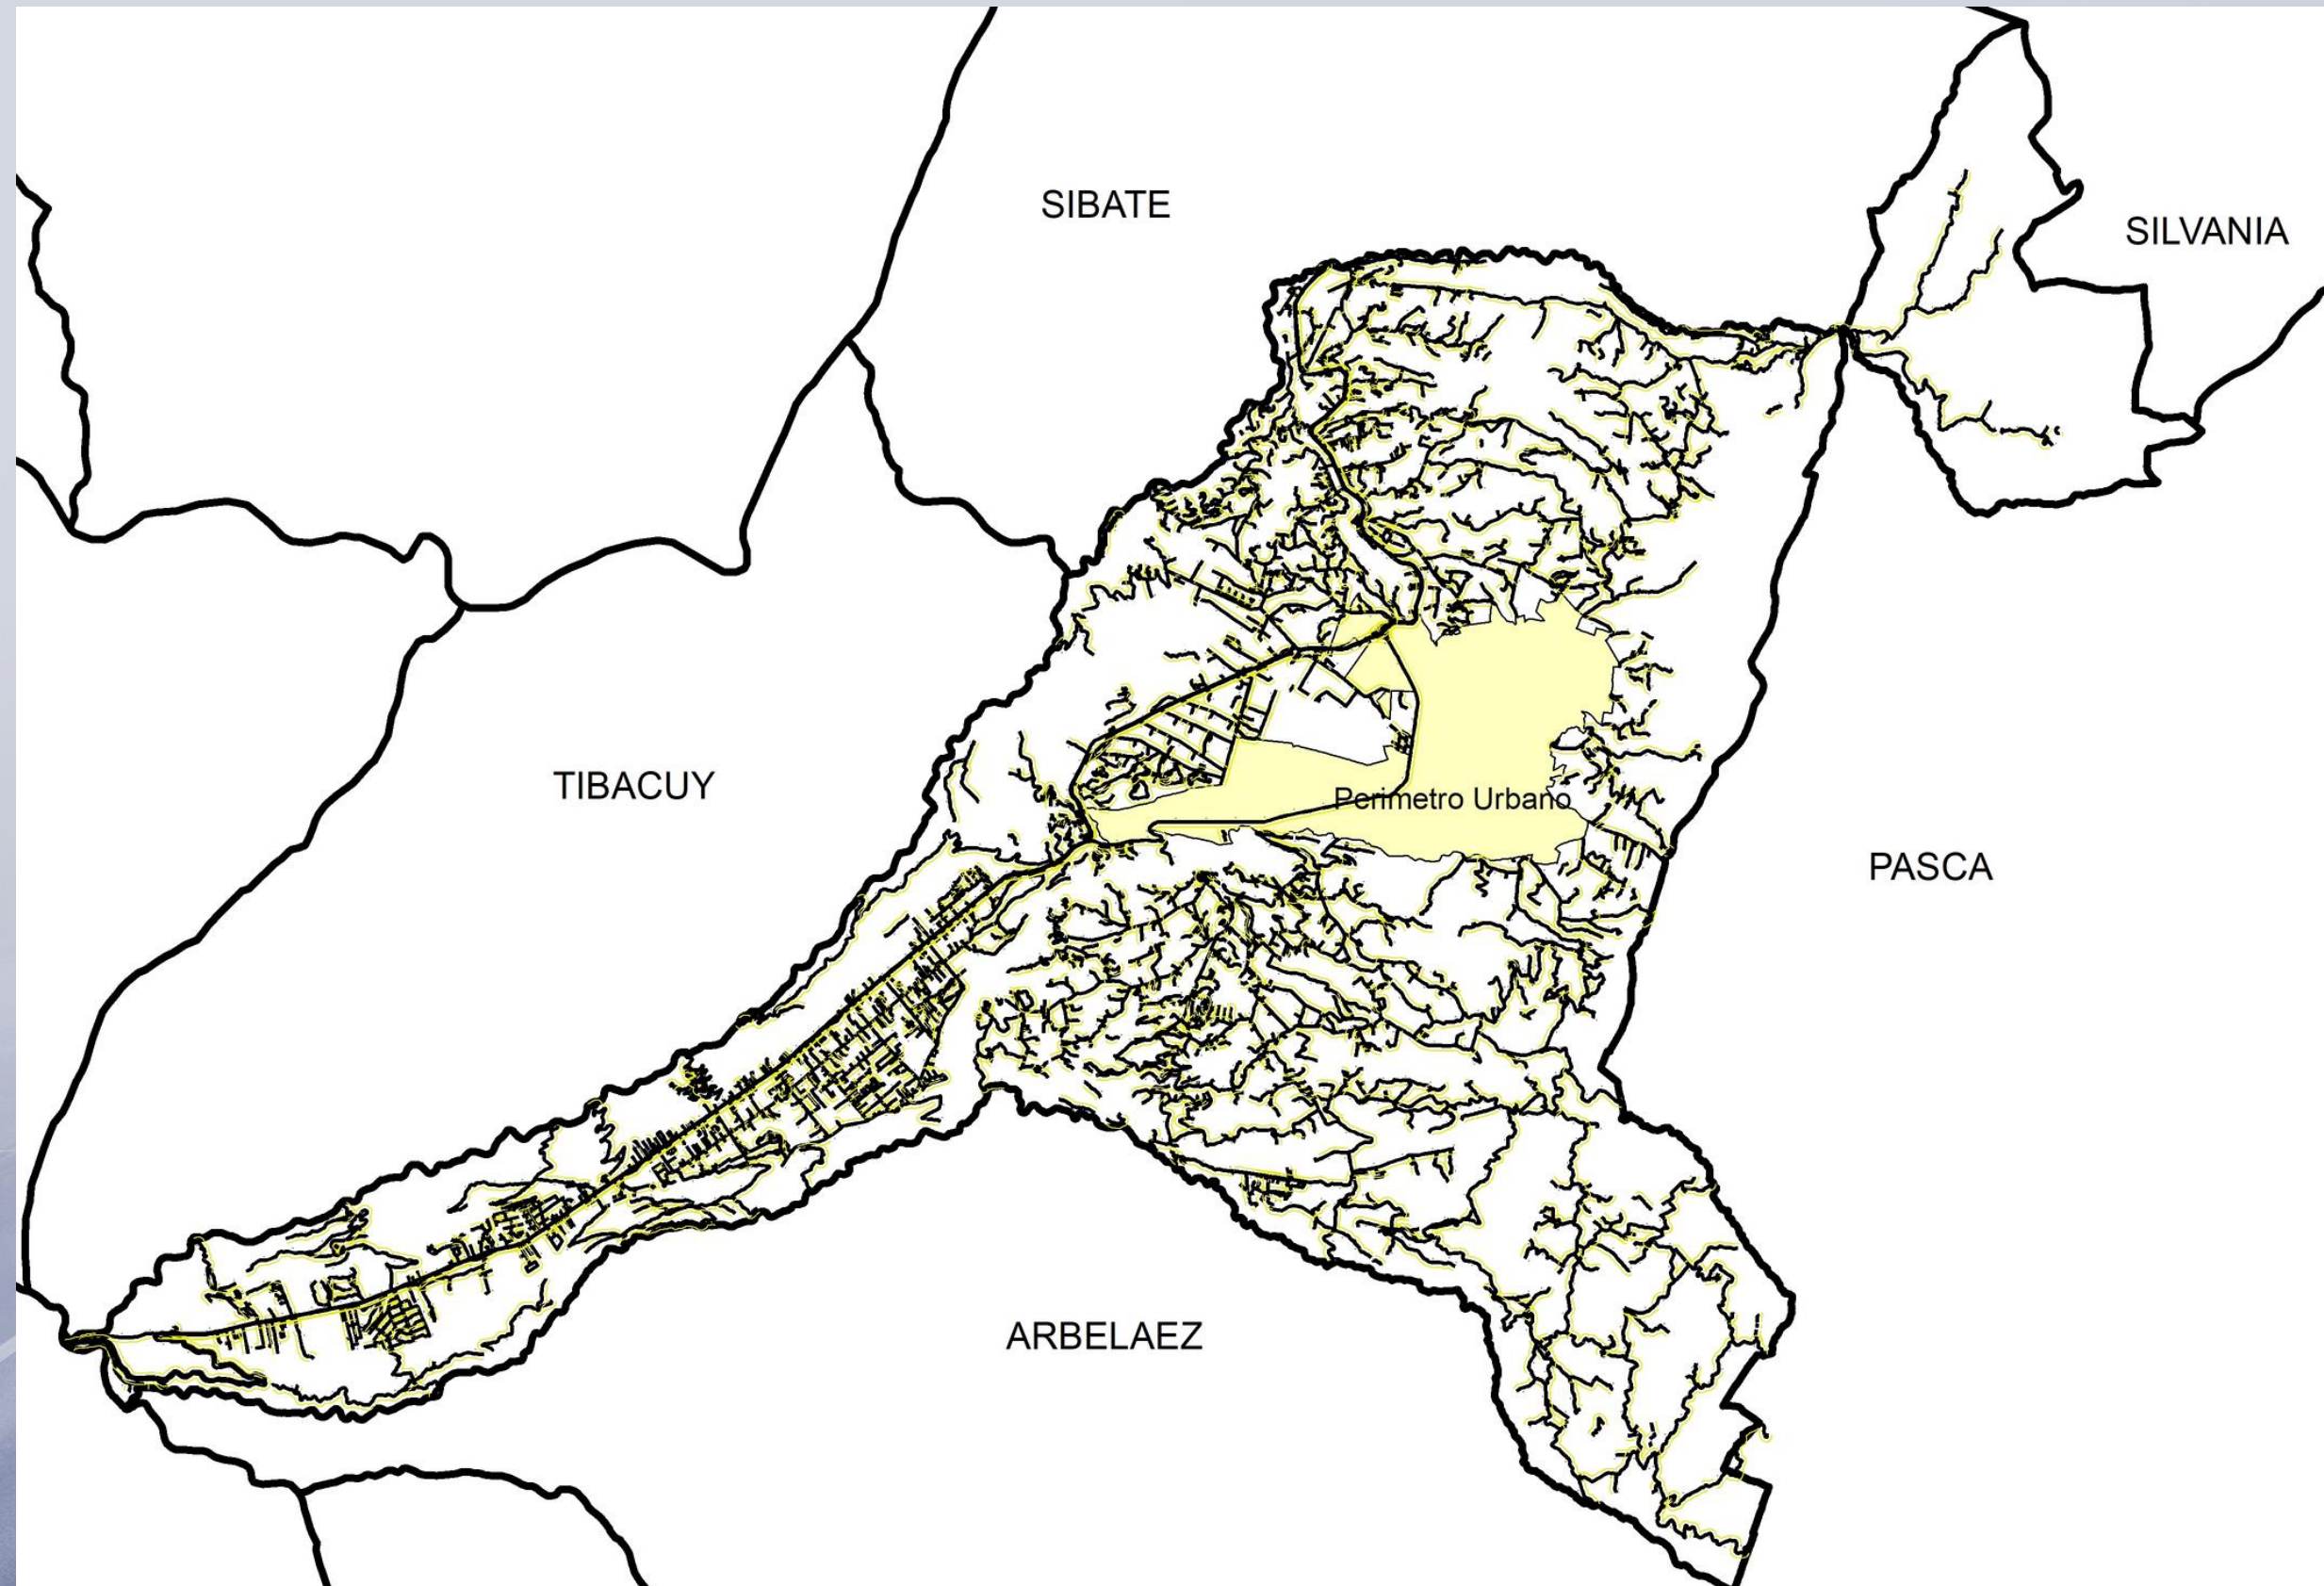 SIBATE
SILVANIA
TIBACUY
Perimetro Urbano
PASCA
ARBELAEZ